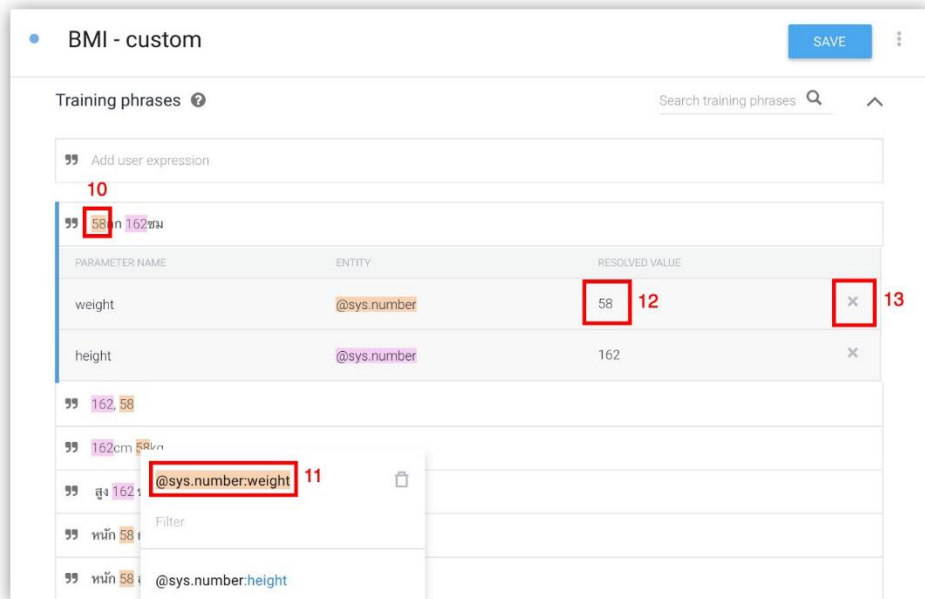 BMI - custom
SAVE
Training phrases
Search training phrases
Add user expression
10
58กก 162ซม
PARAMETER NAME ENTITY RESOLVED VALUE
weight @sys.number 58 12 13
height @sys.number 162
162, 58
162cm 58kg
@sys.number:weight 11
สูง 162
Filter
หนัก 58
หนัก 58
@sys.number:height